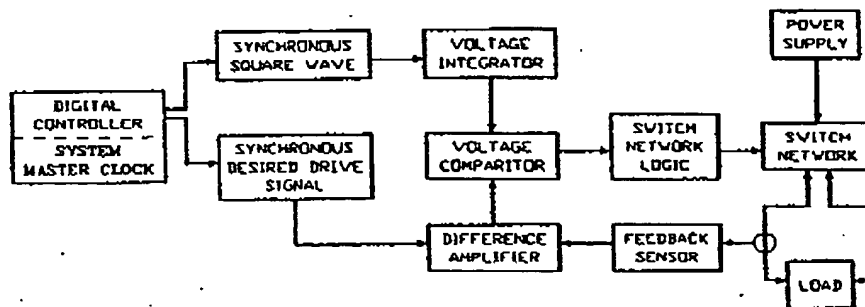 SYNCHRONOUS
SQUARE WAVE
VOLTAGE
INTEGRATOR
POWER
SUPPLY
DIGITAL
CONTROLLER
SYSTEM
MASTER CLOCK
SYNCHRONOUS
DESIRED DRIVE
SIGNAL
VOLTAGE
COMPARITOR
SWITCH
NETWORK
LOGIC
SWITCH
NETWORK
DIFFERENCE
AMPLIFIER
FEEDBACK
SENSOR
LOAD